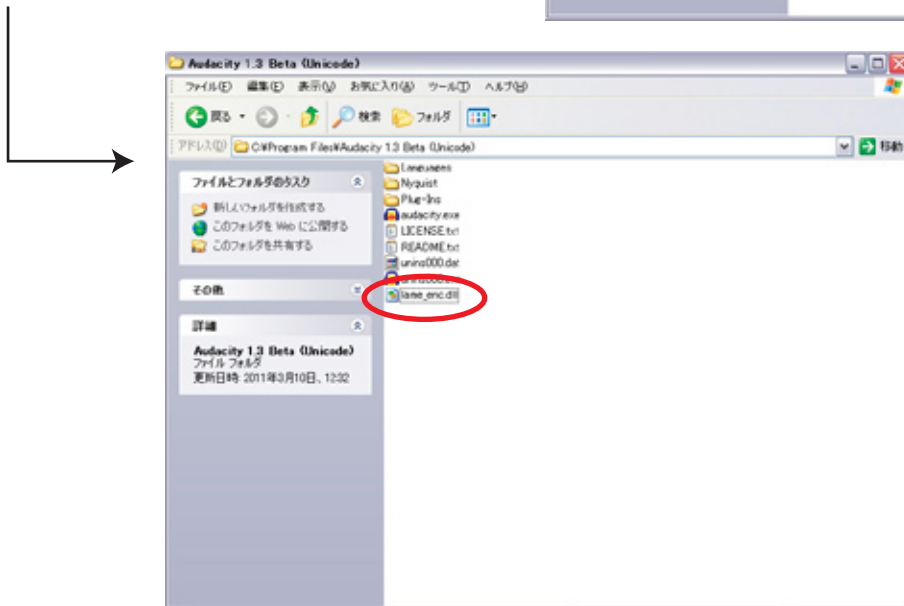 Audacity 1.3 Beta (Unicode)
ファイル(F) 編集(E) 表示(V) お気に入り(A) ツール(T) ヘルプ(H)
戻る 検索 フォルダ
アドレス(D) C:¥Program Files¥Audacity 1.3 Beta (Unicode) 移動
ファイルとフォルダのタスク
新しいフォルダを作成する
このフォルダを Web に公開する
このフォルダを共有する
その他
詳細
Audacity 1.3 Beta (Unicode)
ファイル フォルダ
更新日時: 2011年3月10日、12:32
Languages
Nyquist
Plug-Ins
audacity.exe
LICENSE.txt
README.txt
unins000.dat
unins000.exe
lame_enc.dll